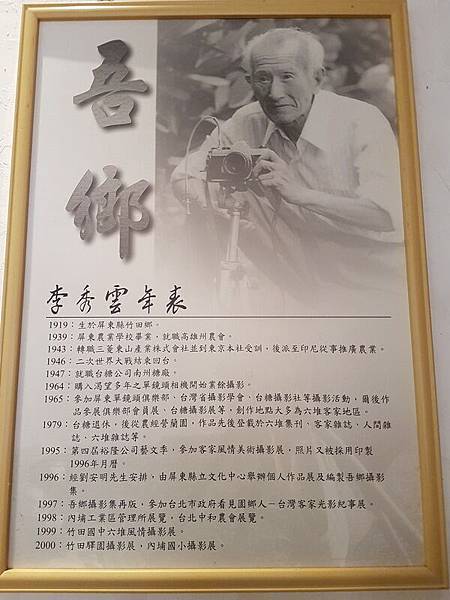 吾鄉
李秀雲年表
1919：生於屏東縣竹田鄉。
1939：屏東農業學校畢業，就職高雄州農會。
1943：轉職三菱東山產業株式會社並到東京本社受訓，後派至印尼從事推廣農業。
1946：二次世界大戰結束回台。
1947：就職台糖公司南州糖廠。
1964：購入渴望多年之單鏡頭相機開始業餘攝影。
1965：參加屏東單鏡頭俱樂部、台灣省攝影學會、台糖攝影社等攝影活動，爾後作
品參展俱樂部會員展、台糖攝影展等，創作地點大多為六堆客家地區。
1979：台糖退休，後從農經營蘭園，作品先後登載於六堆集刊、客家雜誌、人間雜
誌、六堆雜誌等。
1995：第四屆裕隆公司藝文季，參加客家風情美術攝影展，照片又被採用印製
1996年月曆。
1996：經劉安明先生安排，由屏東縣立文化中心舉辦個人作品展及編製吾鄉攝影
集。
1997：吾鄉攝影集再版，參加台北市政府看見園鄉人－台灣客家光影紀事展。
1998：內埔工業區管理所展覽，台北中和農會展覽。
1999：竹田國中六堆風情攝影展。
2000：竹田驛園攝影展，內埔國小攝影展。